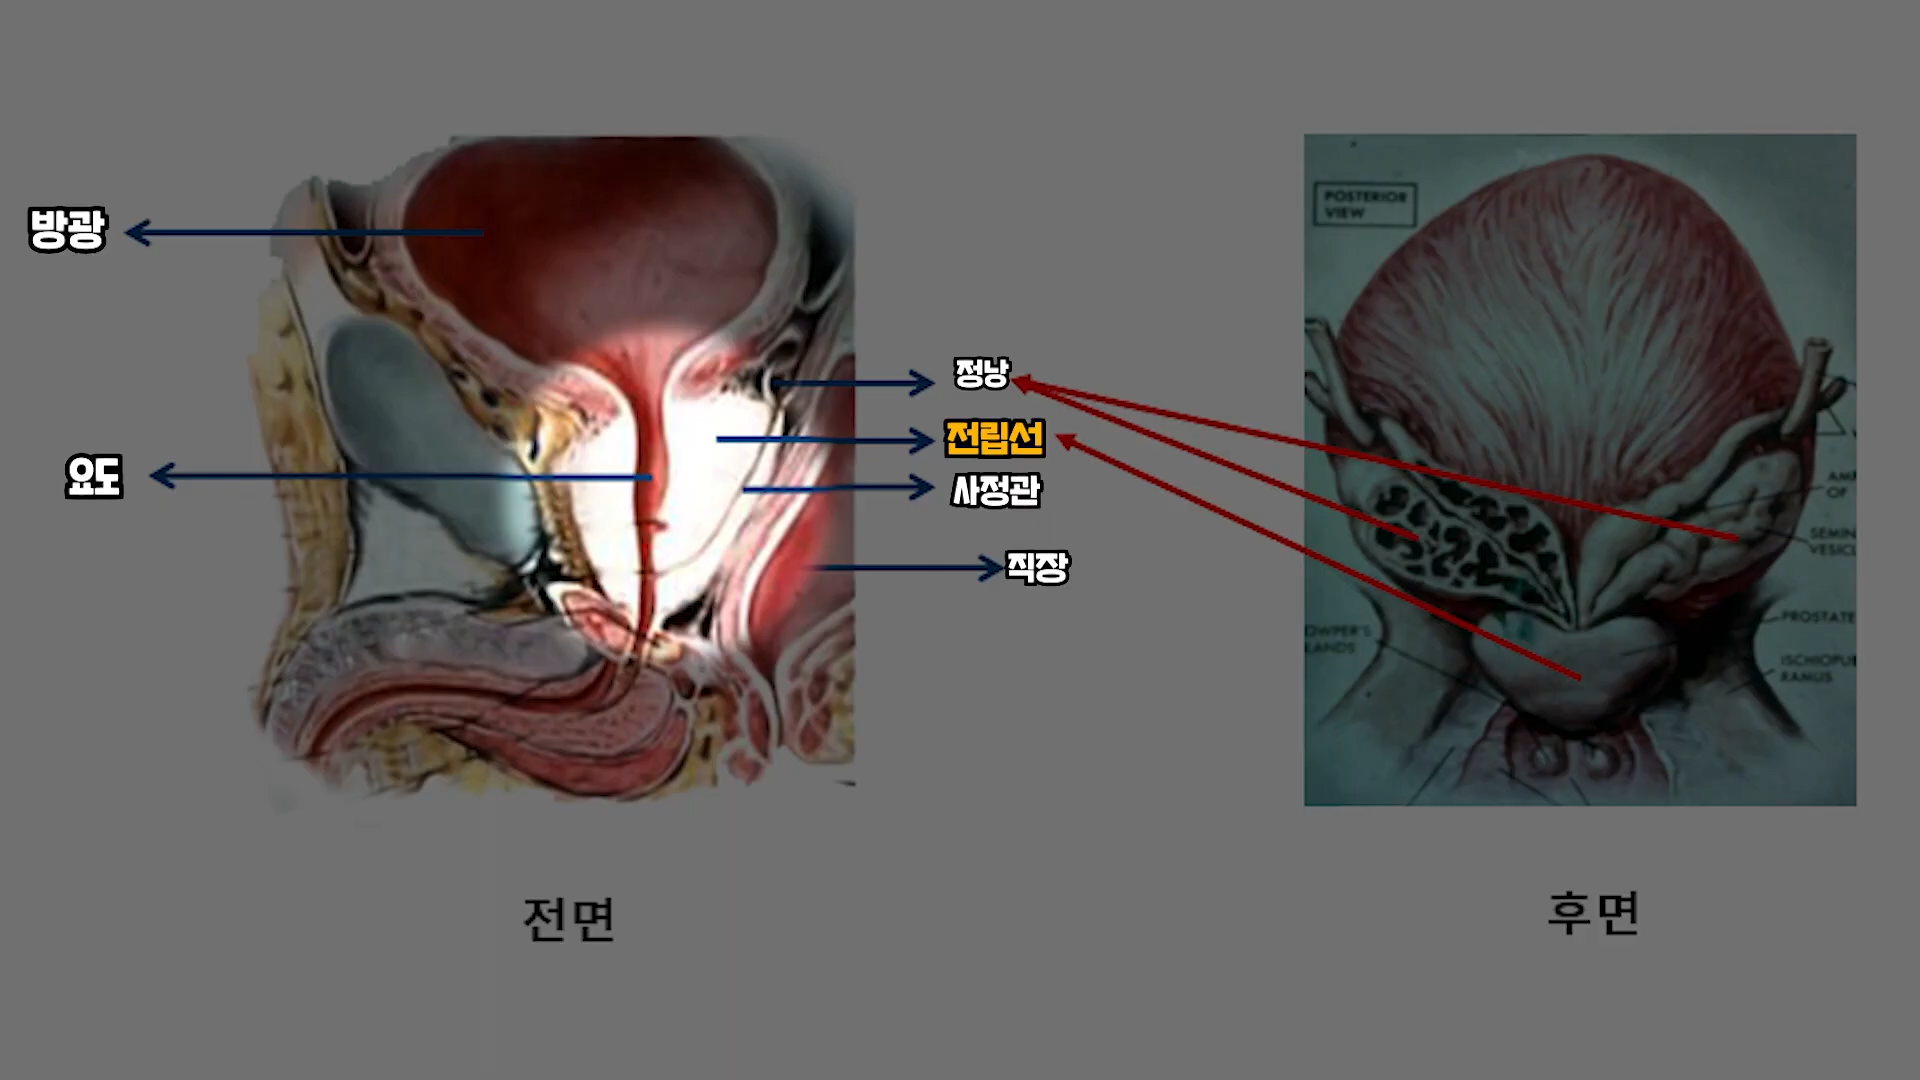 방광
요도
정낭
전립선
사정관
직장
POSTERIOR
VIEW
OF
PROSTATE
전면
후면